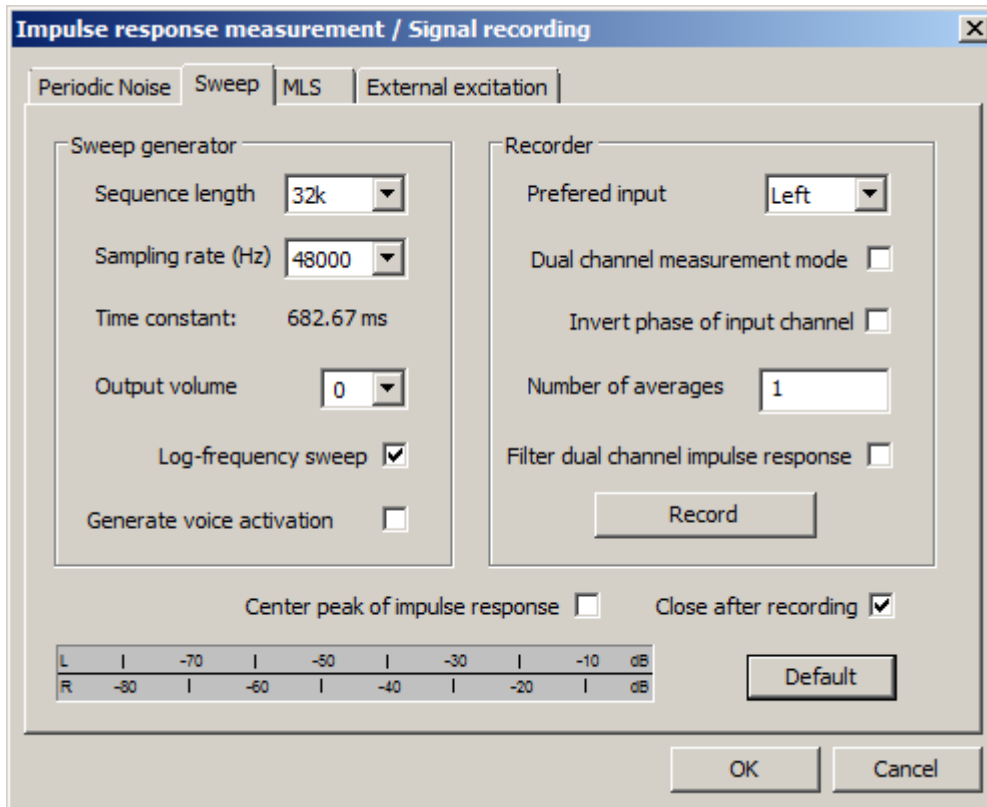 Impulse response measurement / Signal recording
Periodic Noise Sweep MLS External excitation
Sweep generator
Sequence length 32k
Sampling rate (Hz) 48000
Time constant: 682.67 ms
Output volume 0
Log-frequency sweep
Generate voice activation
Recorder
Prefered input Left
Dual channel measurement mode
Invert phase of input channel
Number of averages 1
Filter dual channel impulse response
Record
Center peak of impulse response
Close after recording
L -70 -50 -30 -10 dB
R -80 -60 -40 -20 dB
Default
OK Cancel